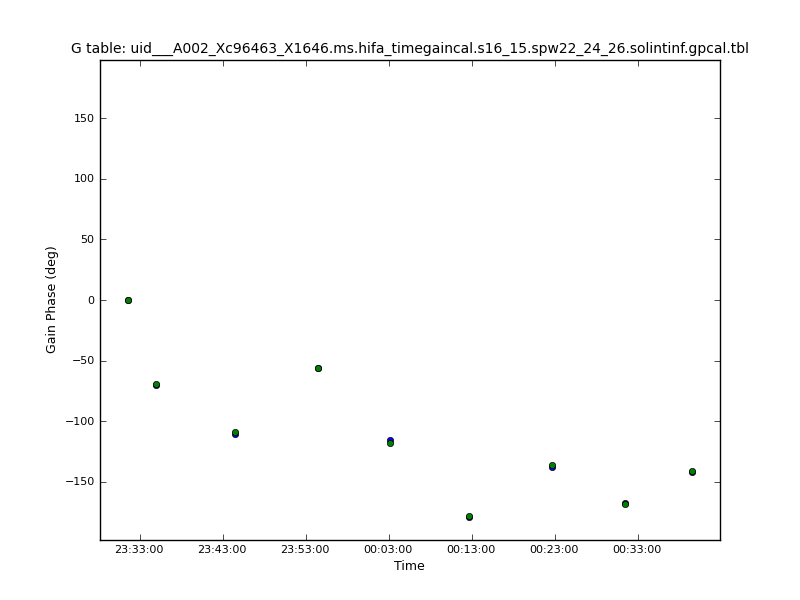 G table: uid___A002_Xc96463_X1646.ms.hifa_timegaincal.s16_15.spw22_24_26.solintinf.gpcal.tbl
150
100
50
0
−50
−100
−150
Gain Phase (deg)
23:33:00 23:43:00 23:53:00 00:03:00 00:13:00 00:23:00 00:33:00
Time